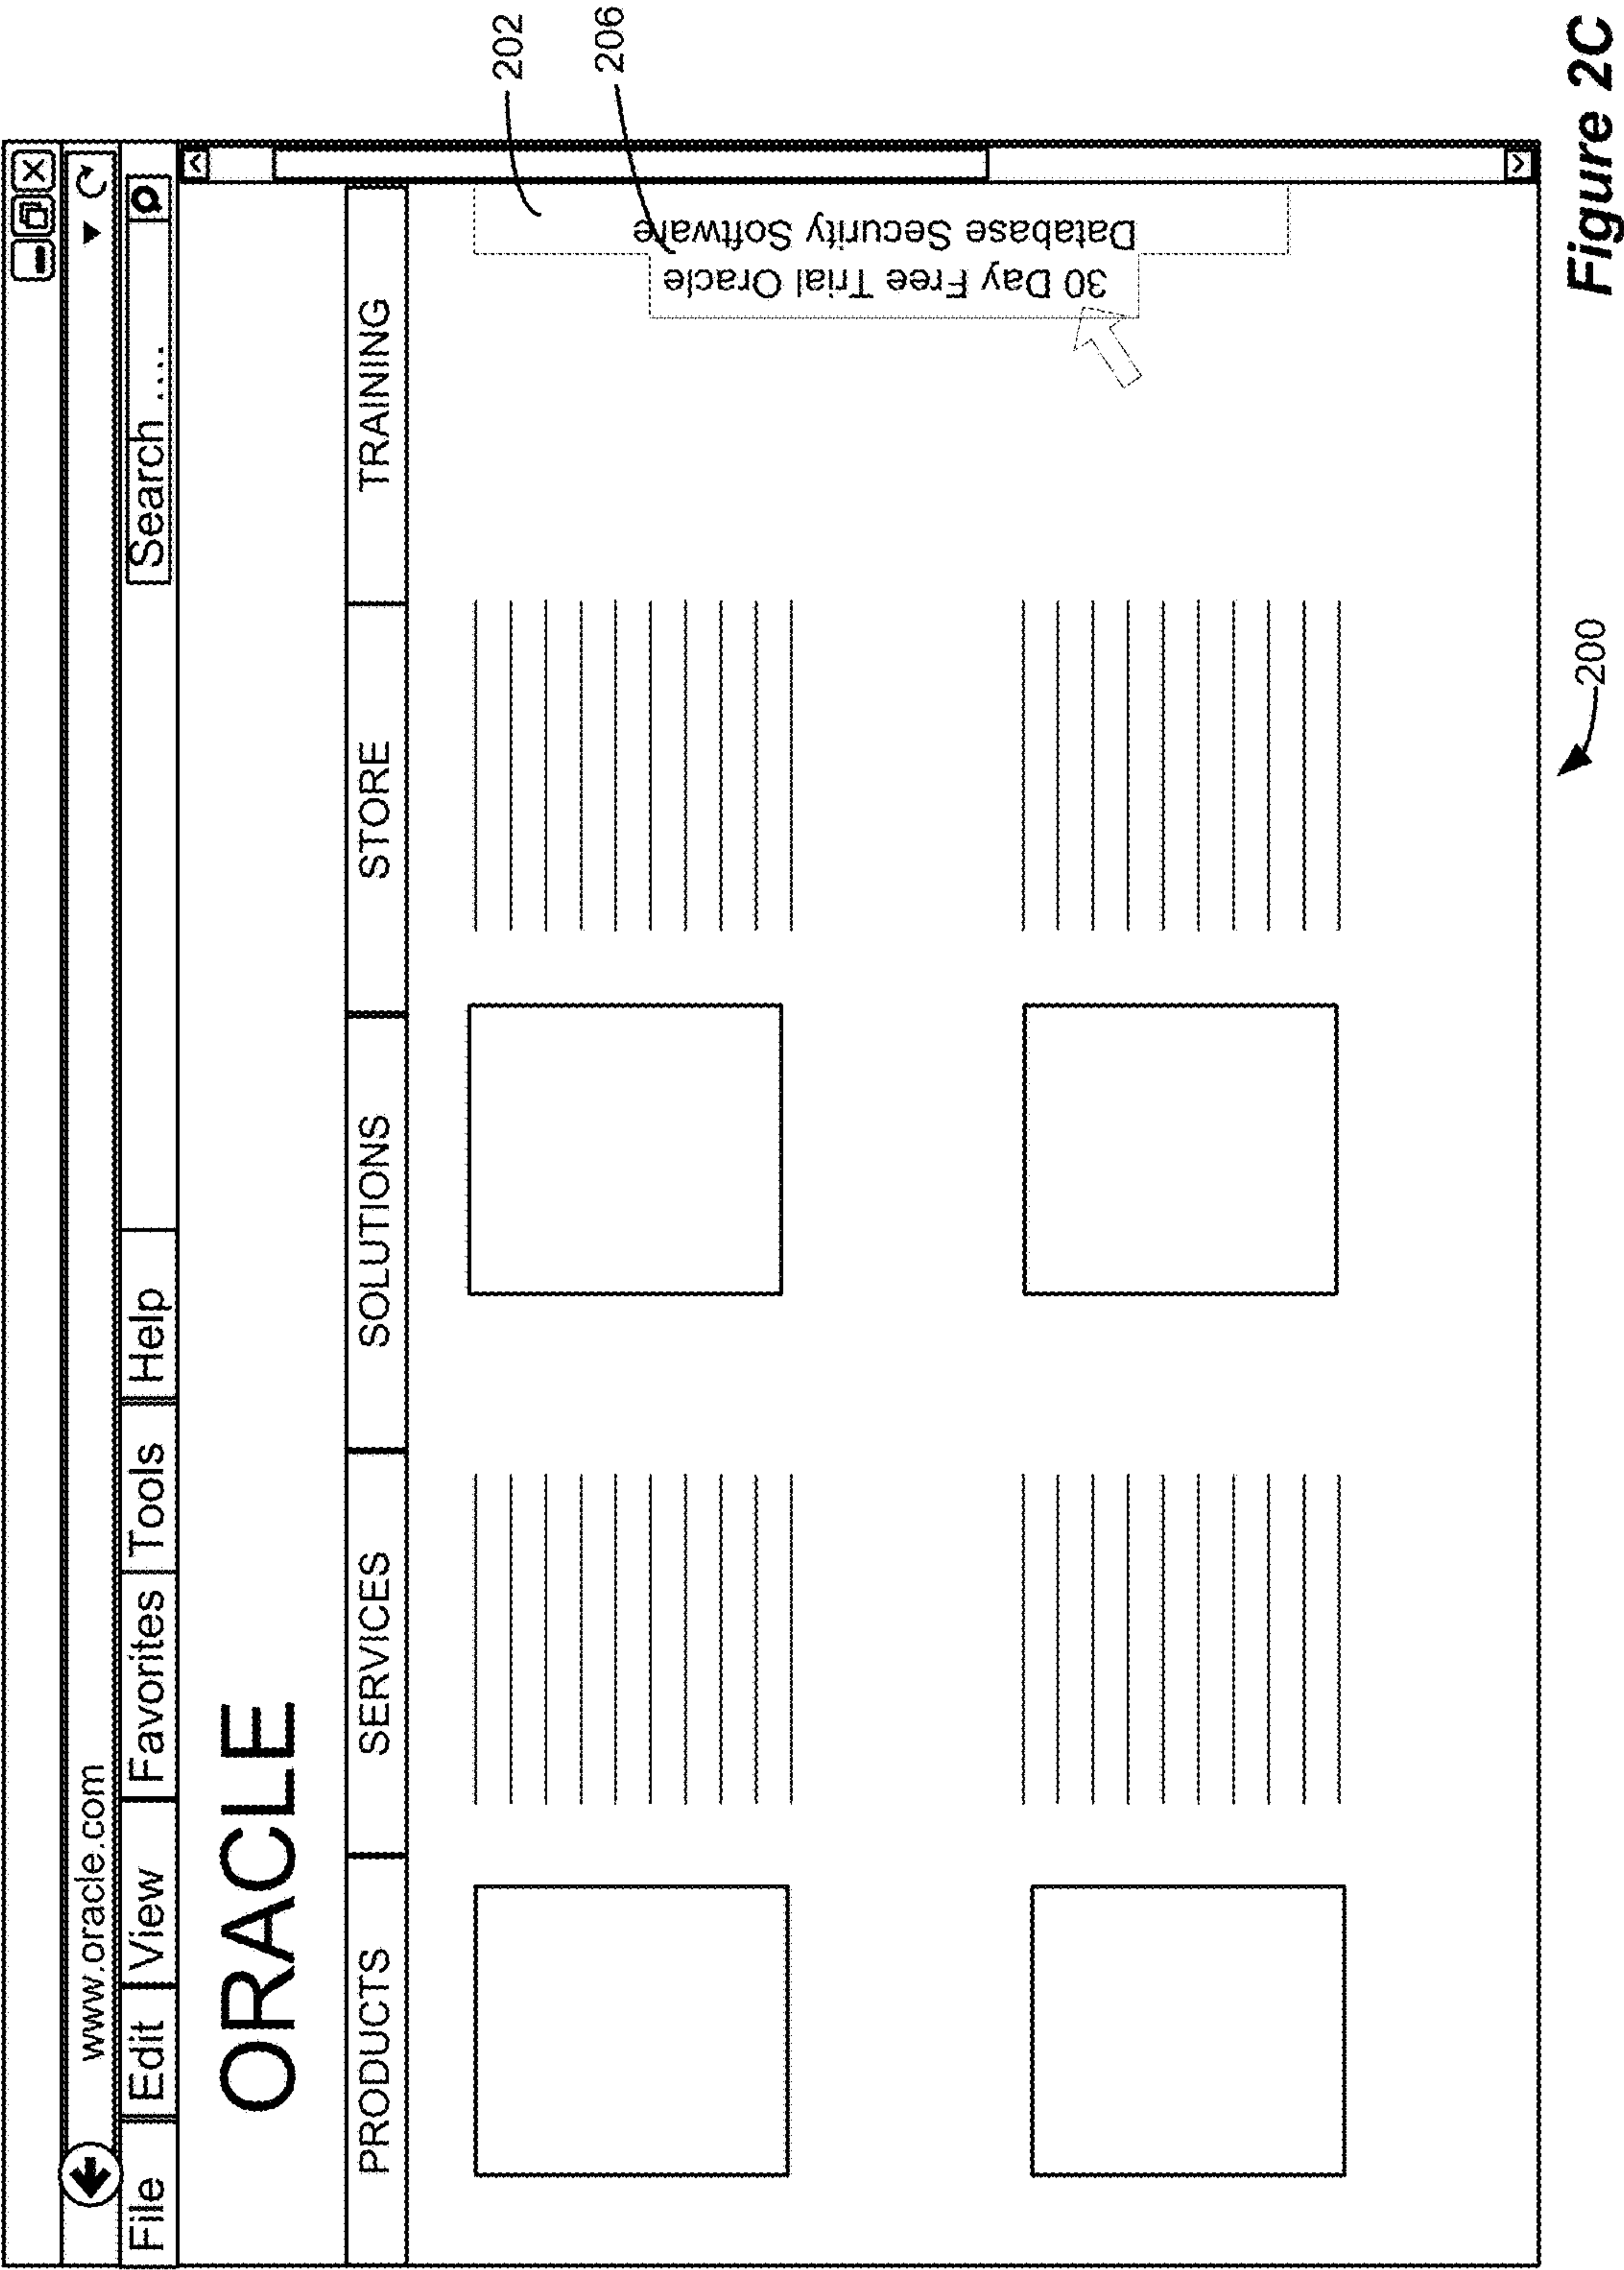 www.oracle.com
File Edit View Favorites Tools Help Search ....
ORACLE
PRODUCTS SERVICES SOLUTIONS STORE TRAINING
202
206
30 Day Free Trial Oracle
Database Security Software
200
Figure 2C